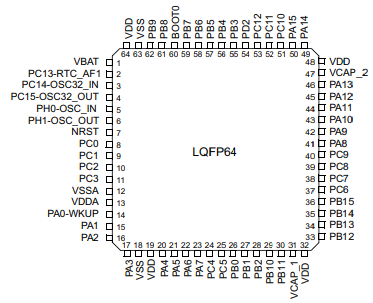 VDD
VSS
PB9
PB8
BOOT0
PB7
PB6
PB5
PB4
PB3
PD2
PC12
PC11
PC10
PA15
PA14
64 63 62 61 60 59 58 57 56 55 54 53 52 51 50 49
VBAT 1
PC13-RTC_AF1 2
PC14-OSC32_IN 3
PC15-OSC32_OUT 4
PH0-OSC_IN 5
PH1-OSC_OUT 6
NRST 7
PC0 8
PC1 9
PC2 10
PC3 11
VSSA 12
VDDA 13
PA0-WKUP 14
PA1 15
PA2 16
LQFP64
48 VDD
47 VCAP_2
46 PA13
45 PA12
44 PA11
43 PA10
42 PA9
41 PA8
40 PC9
39 PC8
38 PC7
37 PC6
36 PB15
35 PB14
34 PB13
33 PB12
17 18 19 20 21 22 23 24 25 26 27 28 29 30 31 32
PA3
VSS
VDD
PA4
PA5
PA6
PA7
PC4
PC5
PB0
PB1
PB2
PB10
PB11
VCAP_1
VDD